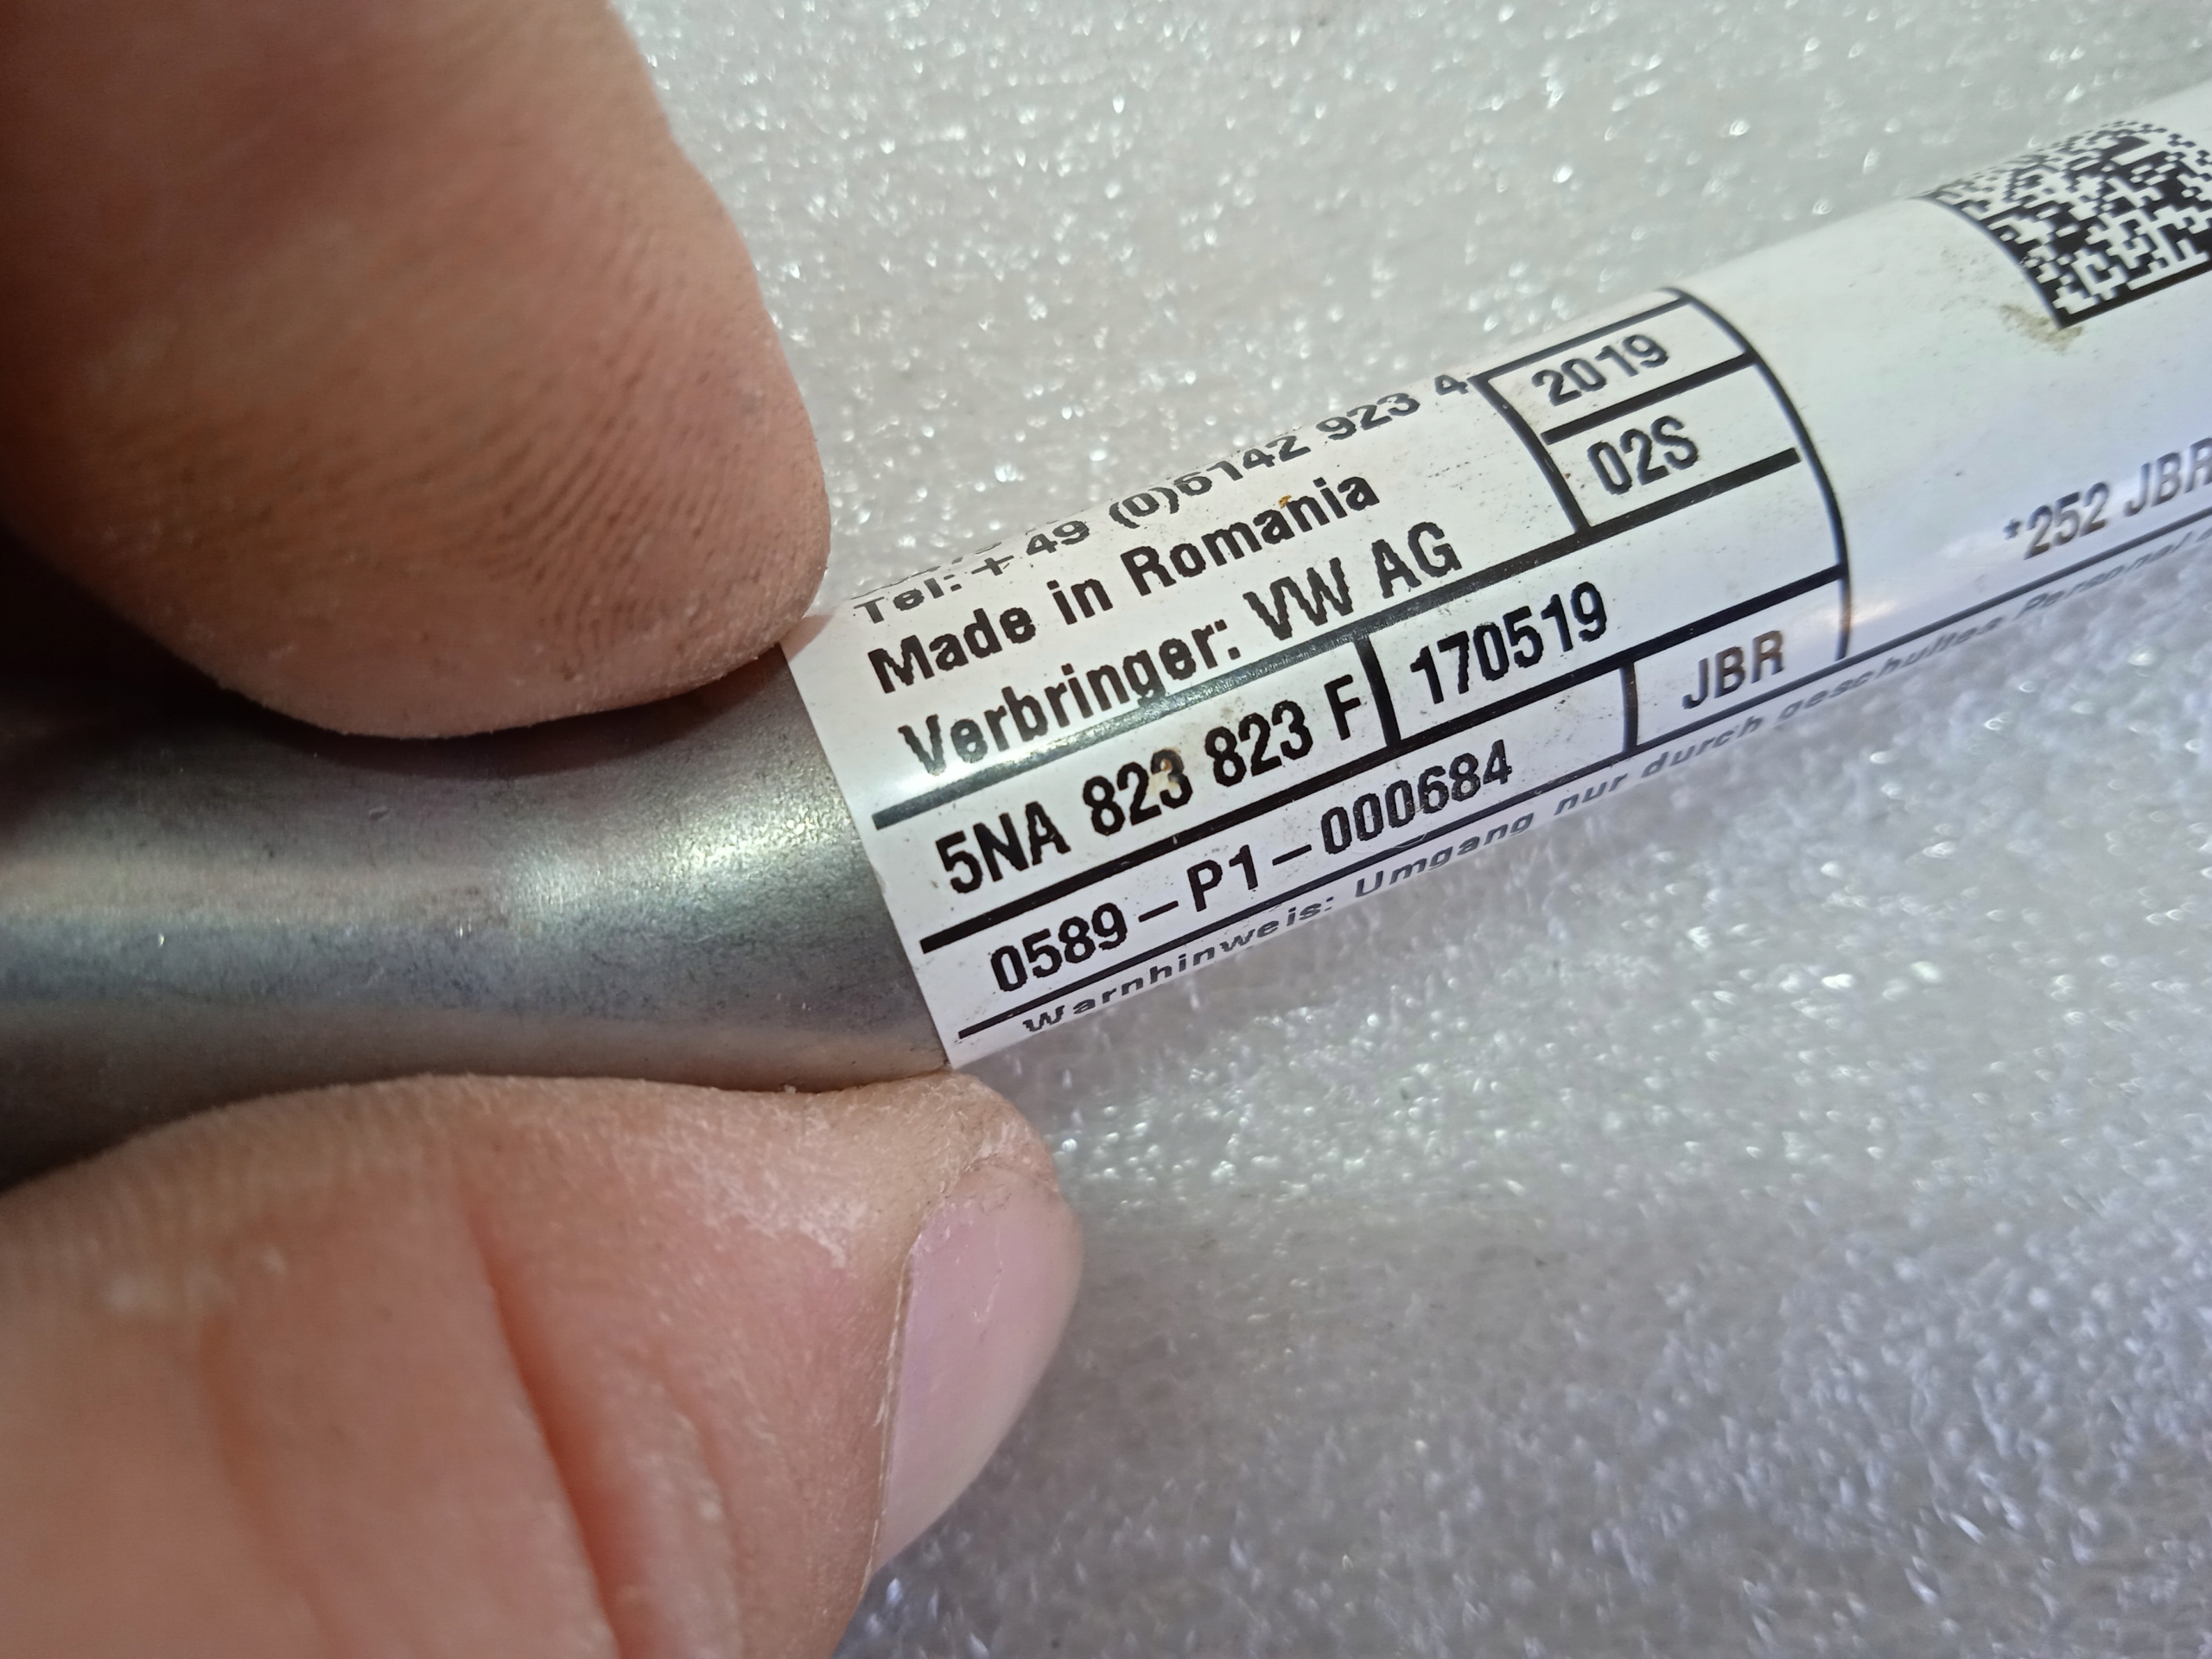 Tel: + 49 (0)6142 923 4
Made in Romania
Verbringer: VW AG
2019
02S
5NA 823 823 F
170519
0589-P1-000684
JBR
Warnhinweis: Umgang nur durch geschultes Personal
*252 JBR